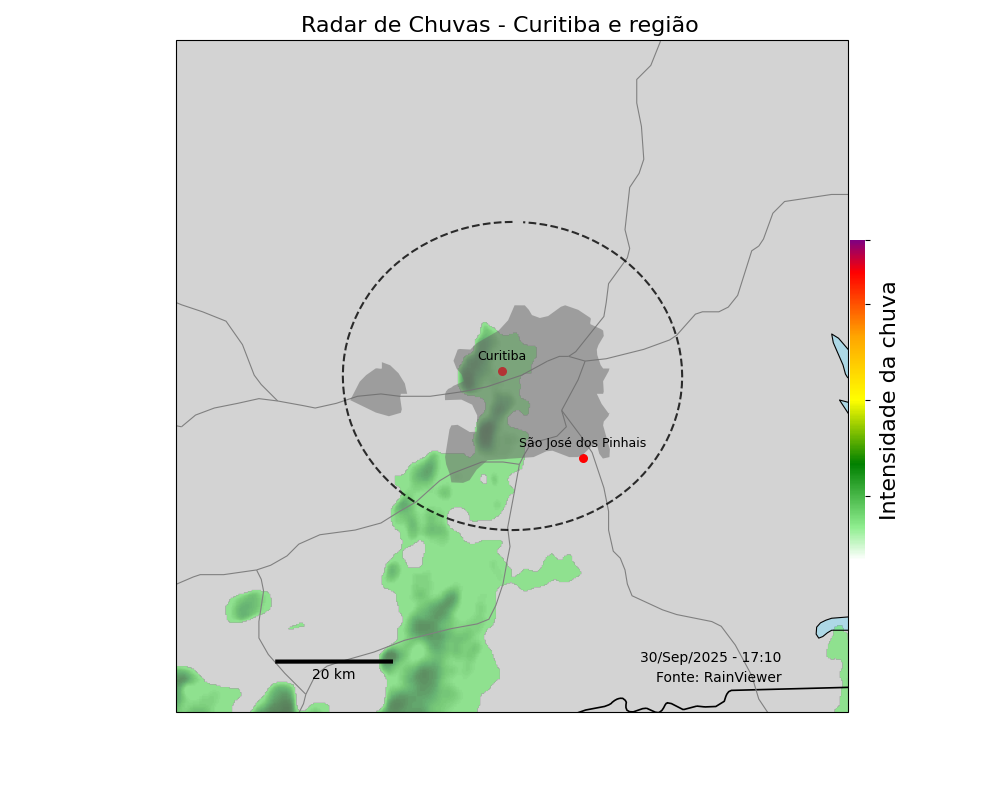 Radar de Chuvas - Curitiba e região
Curitiba
São José dos Pinhais
Intensidade da chuva
30/Sep/2025 - 17:10
Fonte: RainViewer
20 km